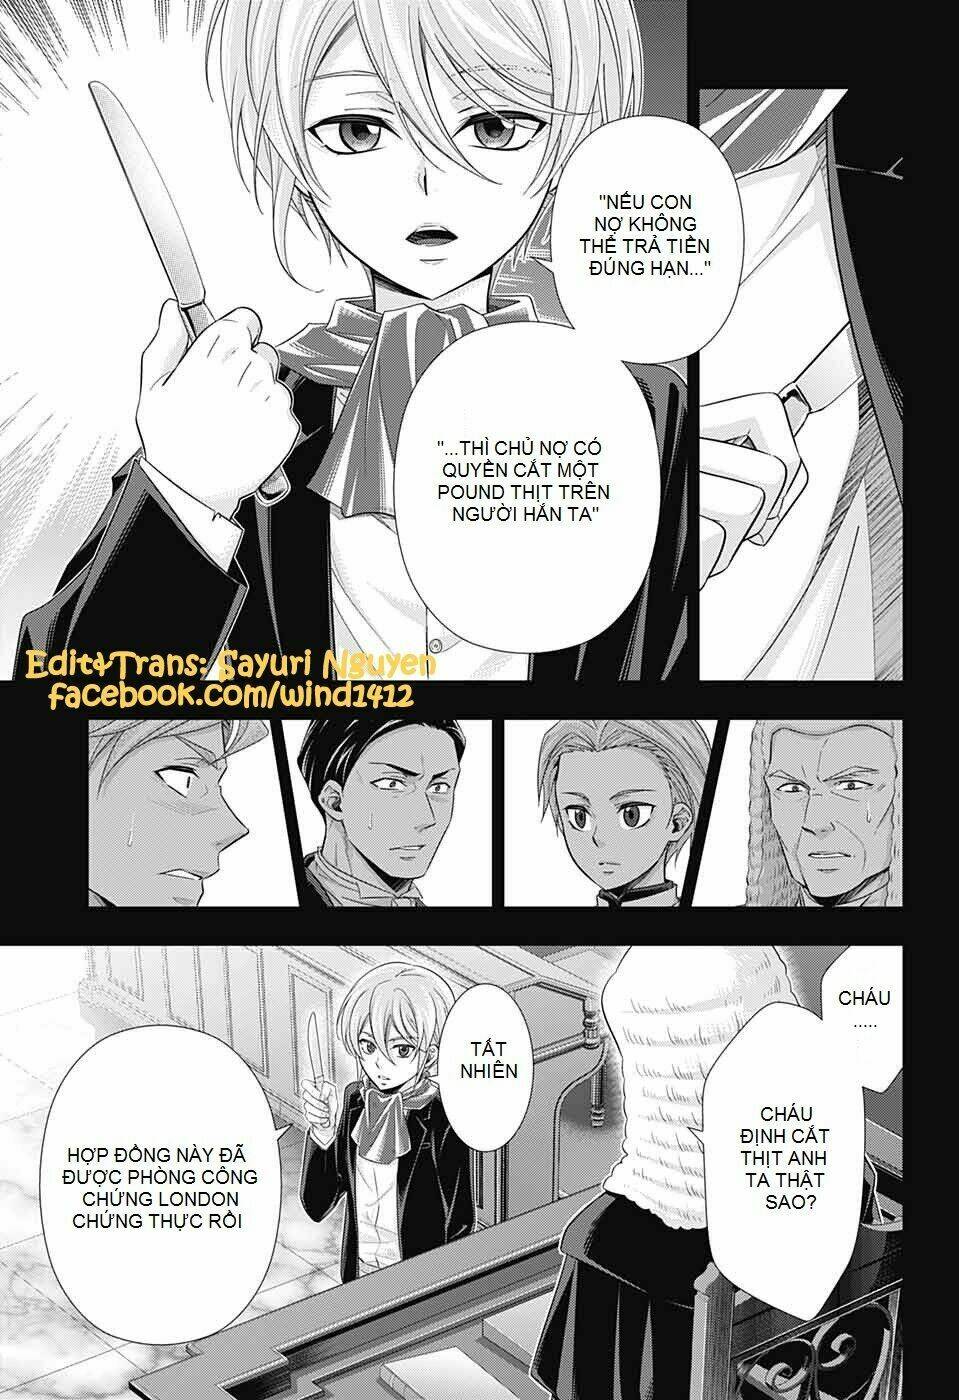 "NẾU CON
NỢ KHÔNG
THỂ TRẢ TIỀN
ĐÚNG HẠN..."
"...THÌ CHỦ NỢ CÓ
QUYỀN CẮT MỘT
POUND THỊT TRÊN
NGƯỜI HẮN TA"
Edit&Trans: Sayuri Nguyen
facebook.com/wind1412
CHÁU
.....
CHÁU
ĐỊNH CẮT
THỊT ANH
TA THẬT
SAO?
TẤT
NHIÊN
HỢP ĐỒNG NÀY ĐÃ
ĐƯỢC PHÒNG CÔNG
CHỨNG LONDON
CHỨNG THỰC RỒI